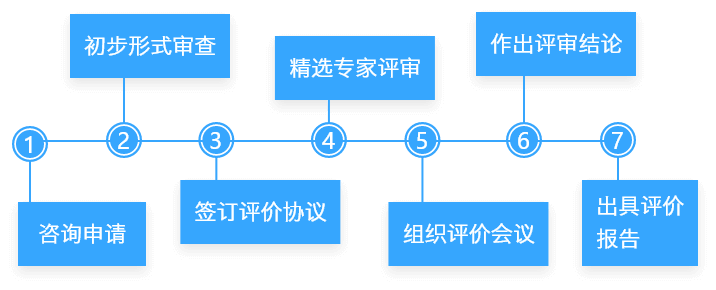 初步形式审查
作出评审结论
精选专家评审
1
2
3
4
5
6
7
咨询申请
签订评价协议
组织评价会议
出具评价
报告